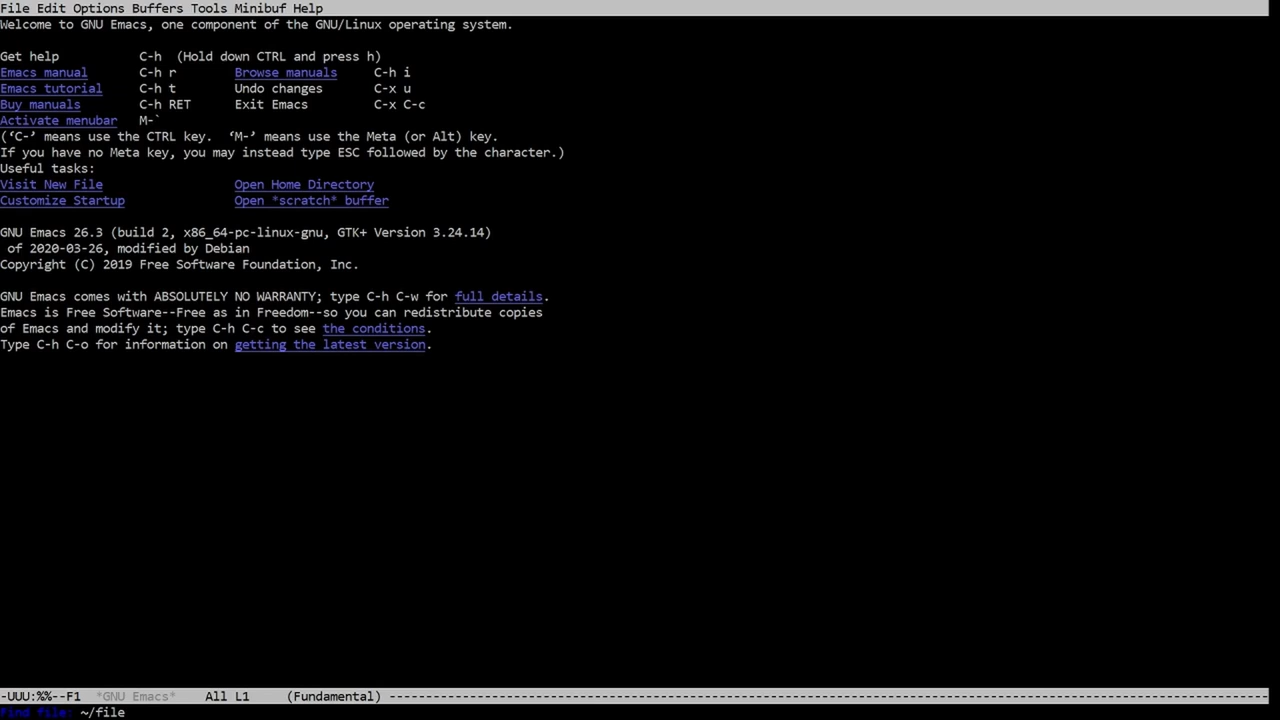 File Edit Options Buffers Tools Minibuf Help
Welcome to GNU Emacs, one component of the GNU/Linux operating system.
Get help C-h (Hold down CTRL and press h)
Emacs manual C-h r Browse manuals C-h i
Emacs tutorial C-h t Undo changes C-x u
Buy manuals C-h RET Exit Emacs C-x C-c
Activate menubar M-`
(‘C-’ means use the CTRL key. ‘M-’ means use the Meta (or Alt) key.
If you have no Meta key, you may instead type ESC followed by the character.)
Useful tasks:
Visit New File Open Home Directory
Customize Startup Open *scratch* buffer
GNU Emacs 26.3 (build 2, x86_64-pc-linux-gnu, GTK+ Version 3.24.14)
of 2020-03-26, modified by Debian
Copyright (C) 2019 Free Software Foundation, Inc.
GNU Emacs comes with ABSOLUTELY NO WARRANTY; type C-h C-w for full details.
Emacs is Free Software--Free as in Freedom--so you can redistribute copies
of Emacs and modify it; type C-h C-c to see the conditions.
Type C-h C-o for information on getting the latest version.
-UUU:%%--F1 *GNU Emacs* All L1 (Fundamental) ----------------------------------------------------------------------------------------------------------------------
Find file: ~/file